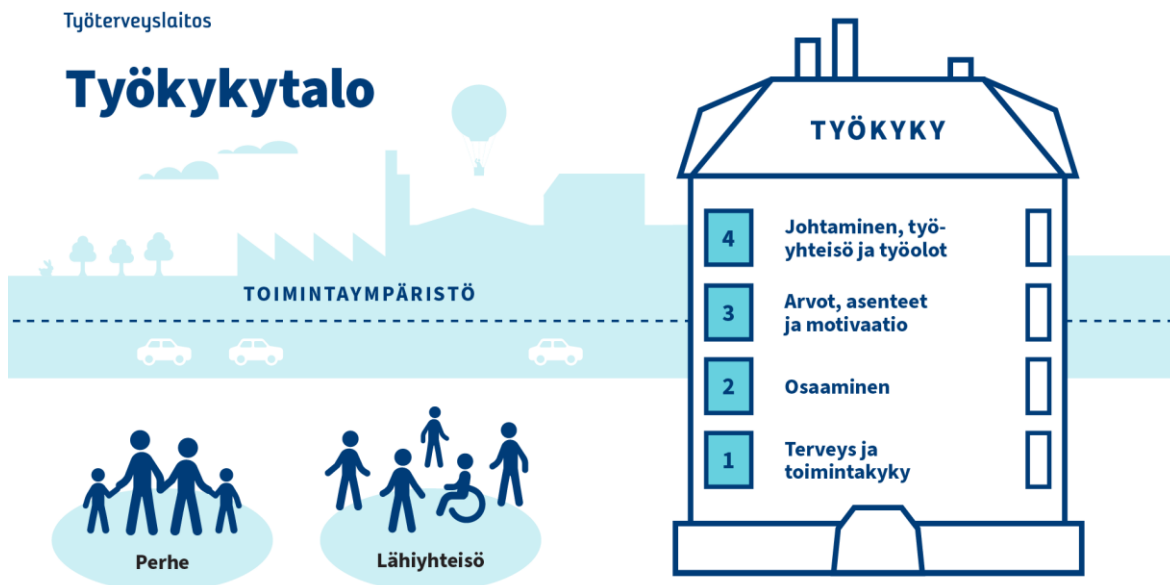 Työterveyslaitos
Työkykytalo
TYÖKYKY
4
Johtaminen, työ-
yhteisö ja työolot
3
Arvot, asenteet
ja motivaatio
2
Osaaminen
1
Terveys ja
toimintakyky
TOIMINTAYMPÄRISTÖ
Perhe
Lähiyhteisö